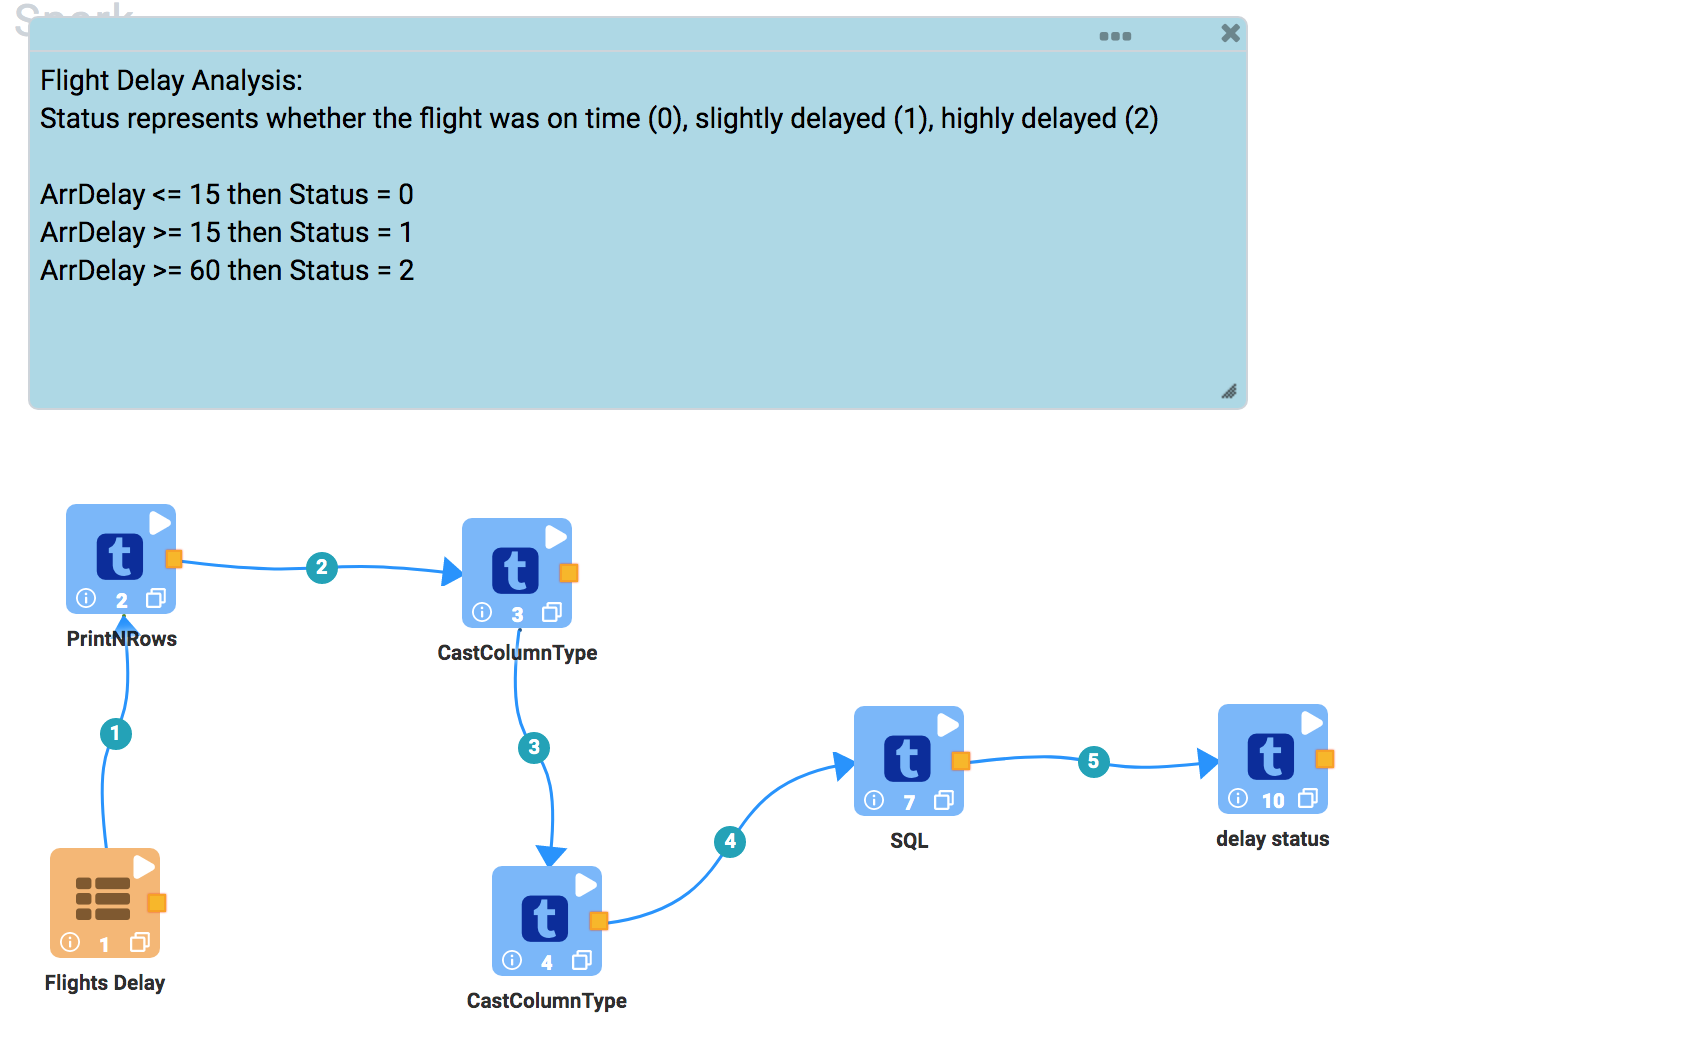 Spark
Flight Delay Analysis:
Status represents whether the flight was on time (0), slightly delayed (1), highly delayed (2)
ArrDelay <= 15 then Status = 0
ArrDelay >= 15 then Status = 1
ArrDelay >= 60 then Status = 2
t
2
PrintNRows
2
t
3
CastColumnType
1
3
t
7
SQL
5
t
10
delay status
4
1
Flights Delay
t
4
CastColumnType